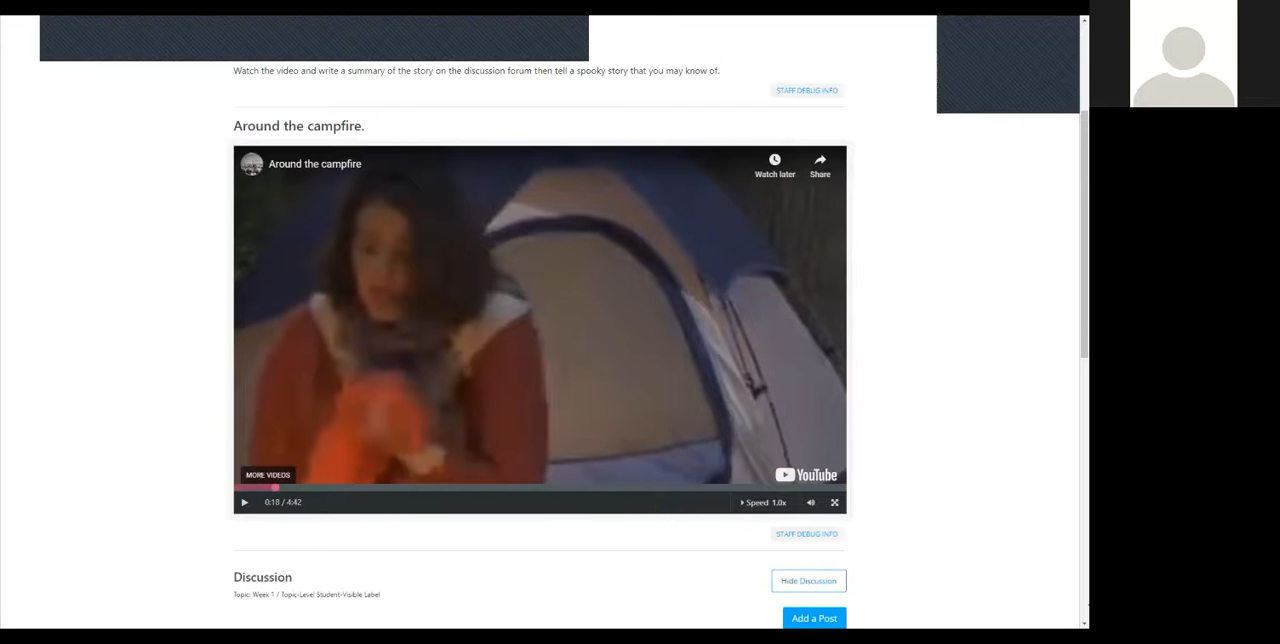 Watch the video and write a summary of the story on the discussion forum then tell a spooky story that you may know of.
STAFF DEBUG INFO
Around the campfire.
Around the campfire
Watch later
Share
MORE VIDEOS
YouTube
0:18 / 4:42
Speed 1.0x
STAFF DEBUG INFO
Discussion
Hide Discussion
Topic: Week 1 / Topic-Level Student-Visible Label
Add a Post